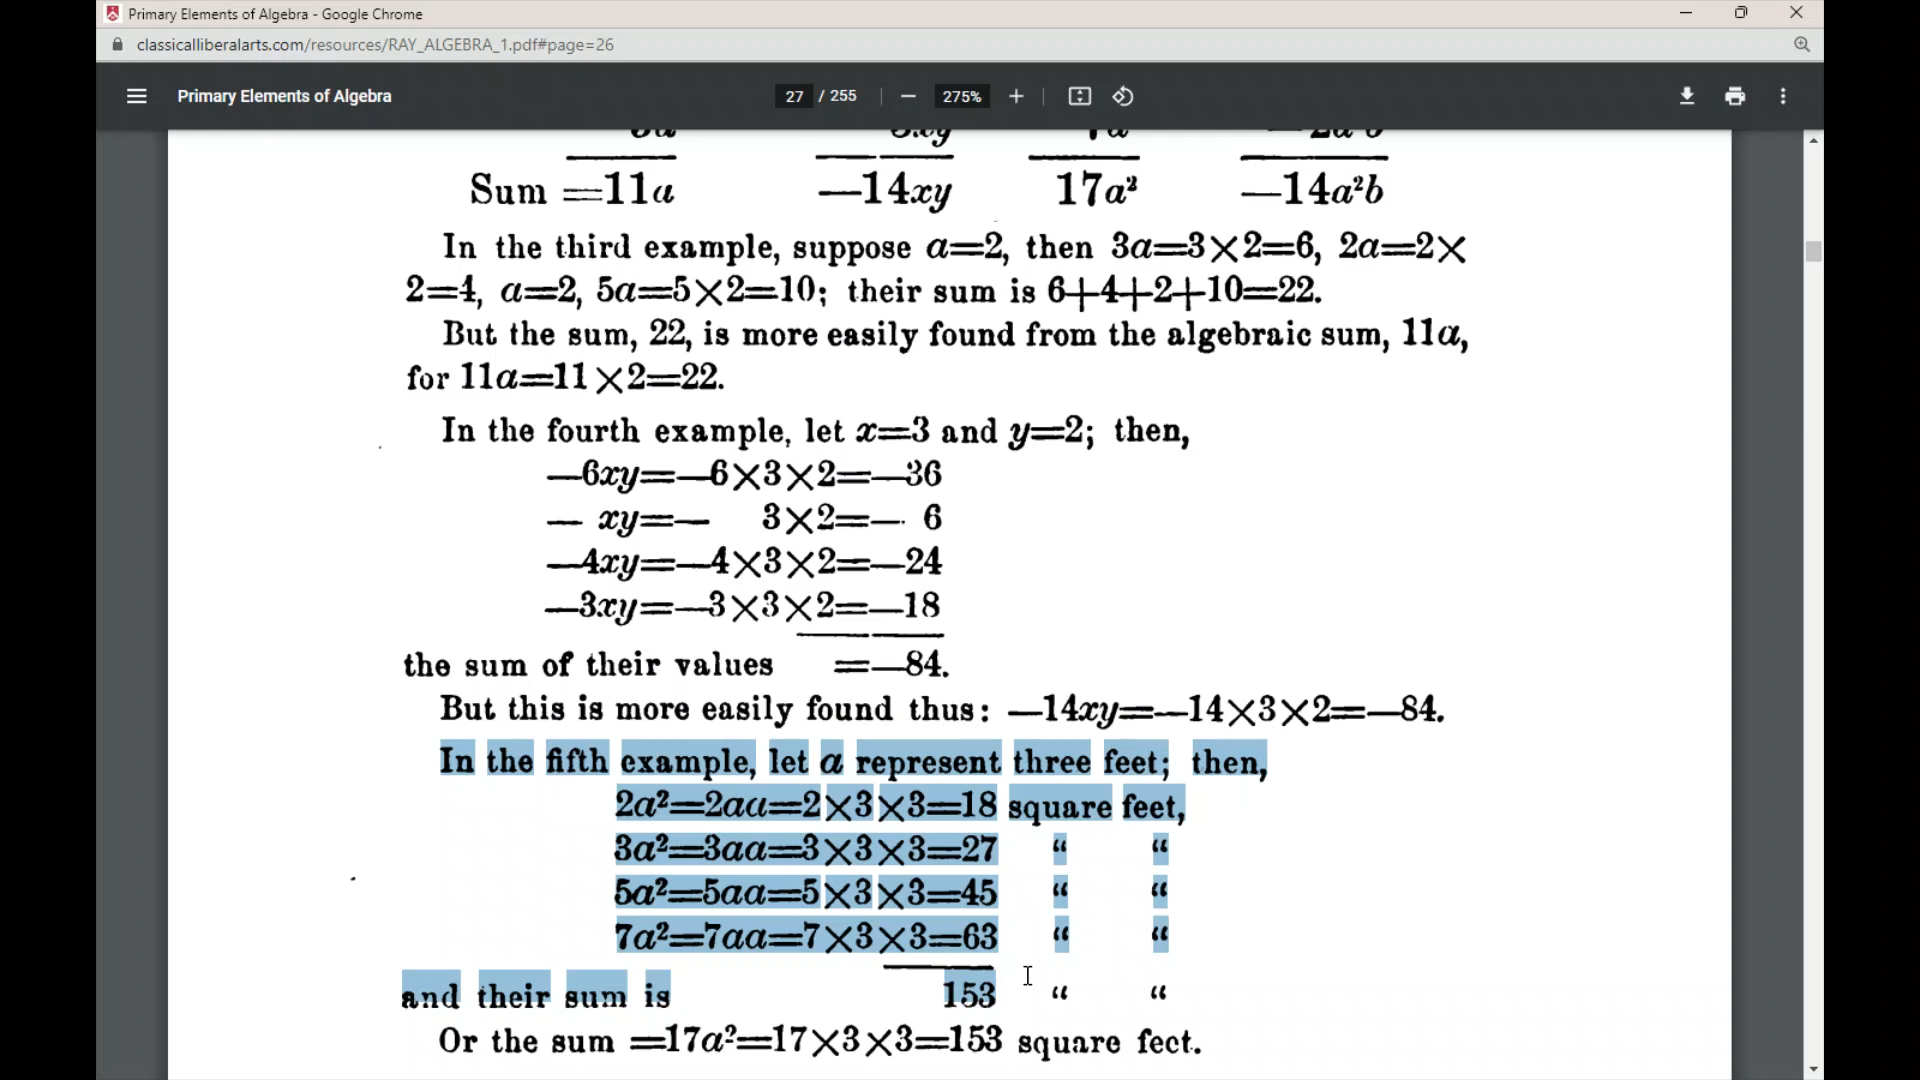 Primary Elements of Algebra - Google Chrome
classicalliberalarts.com/resources/RAY_ALGEBRA_1.pdf#page=26
Primary Elements of Algebra 27 / 255 275%
Sum =11a —14xy 17a² —14a²b
In the third example, suppose a=2, then 3a=3×2=6, 2a=2×
2=4, a=2, 5a=5×2=10; their sum is 6+4+2+10=22.
But the sum, 22, is more easily found from the algebraic sum, 11a,
for 11a=11×2=22.
In the fourth example, let x=3 and y=2; then,
—6xy=—6×3×2=—36
— xy=— 3×2=— 6
—4xy=—4×3×2=—24
—3xy=—3×3×2=—18
the sum of their values =—84.
But this is more easily found thus: —14xy=—14×3×2=—84.
In the fifth example, let a represent three feet; then,
2a²=2aa=2×3×3=18 square feet,
3a²=3aa=3×3×3=27 “ “
5a²=5aa=5×3×3=45 “ “
7a²=7aa=7×3×3=63 “ “
and their sum is 153 “ “
Or the sum =17a²=17×3×3=153 square feet.